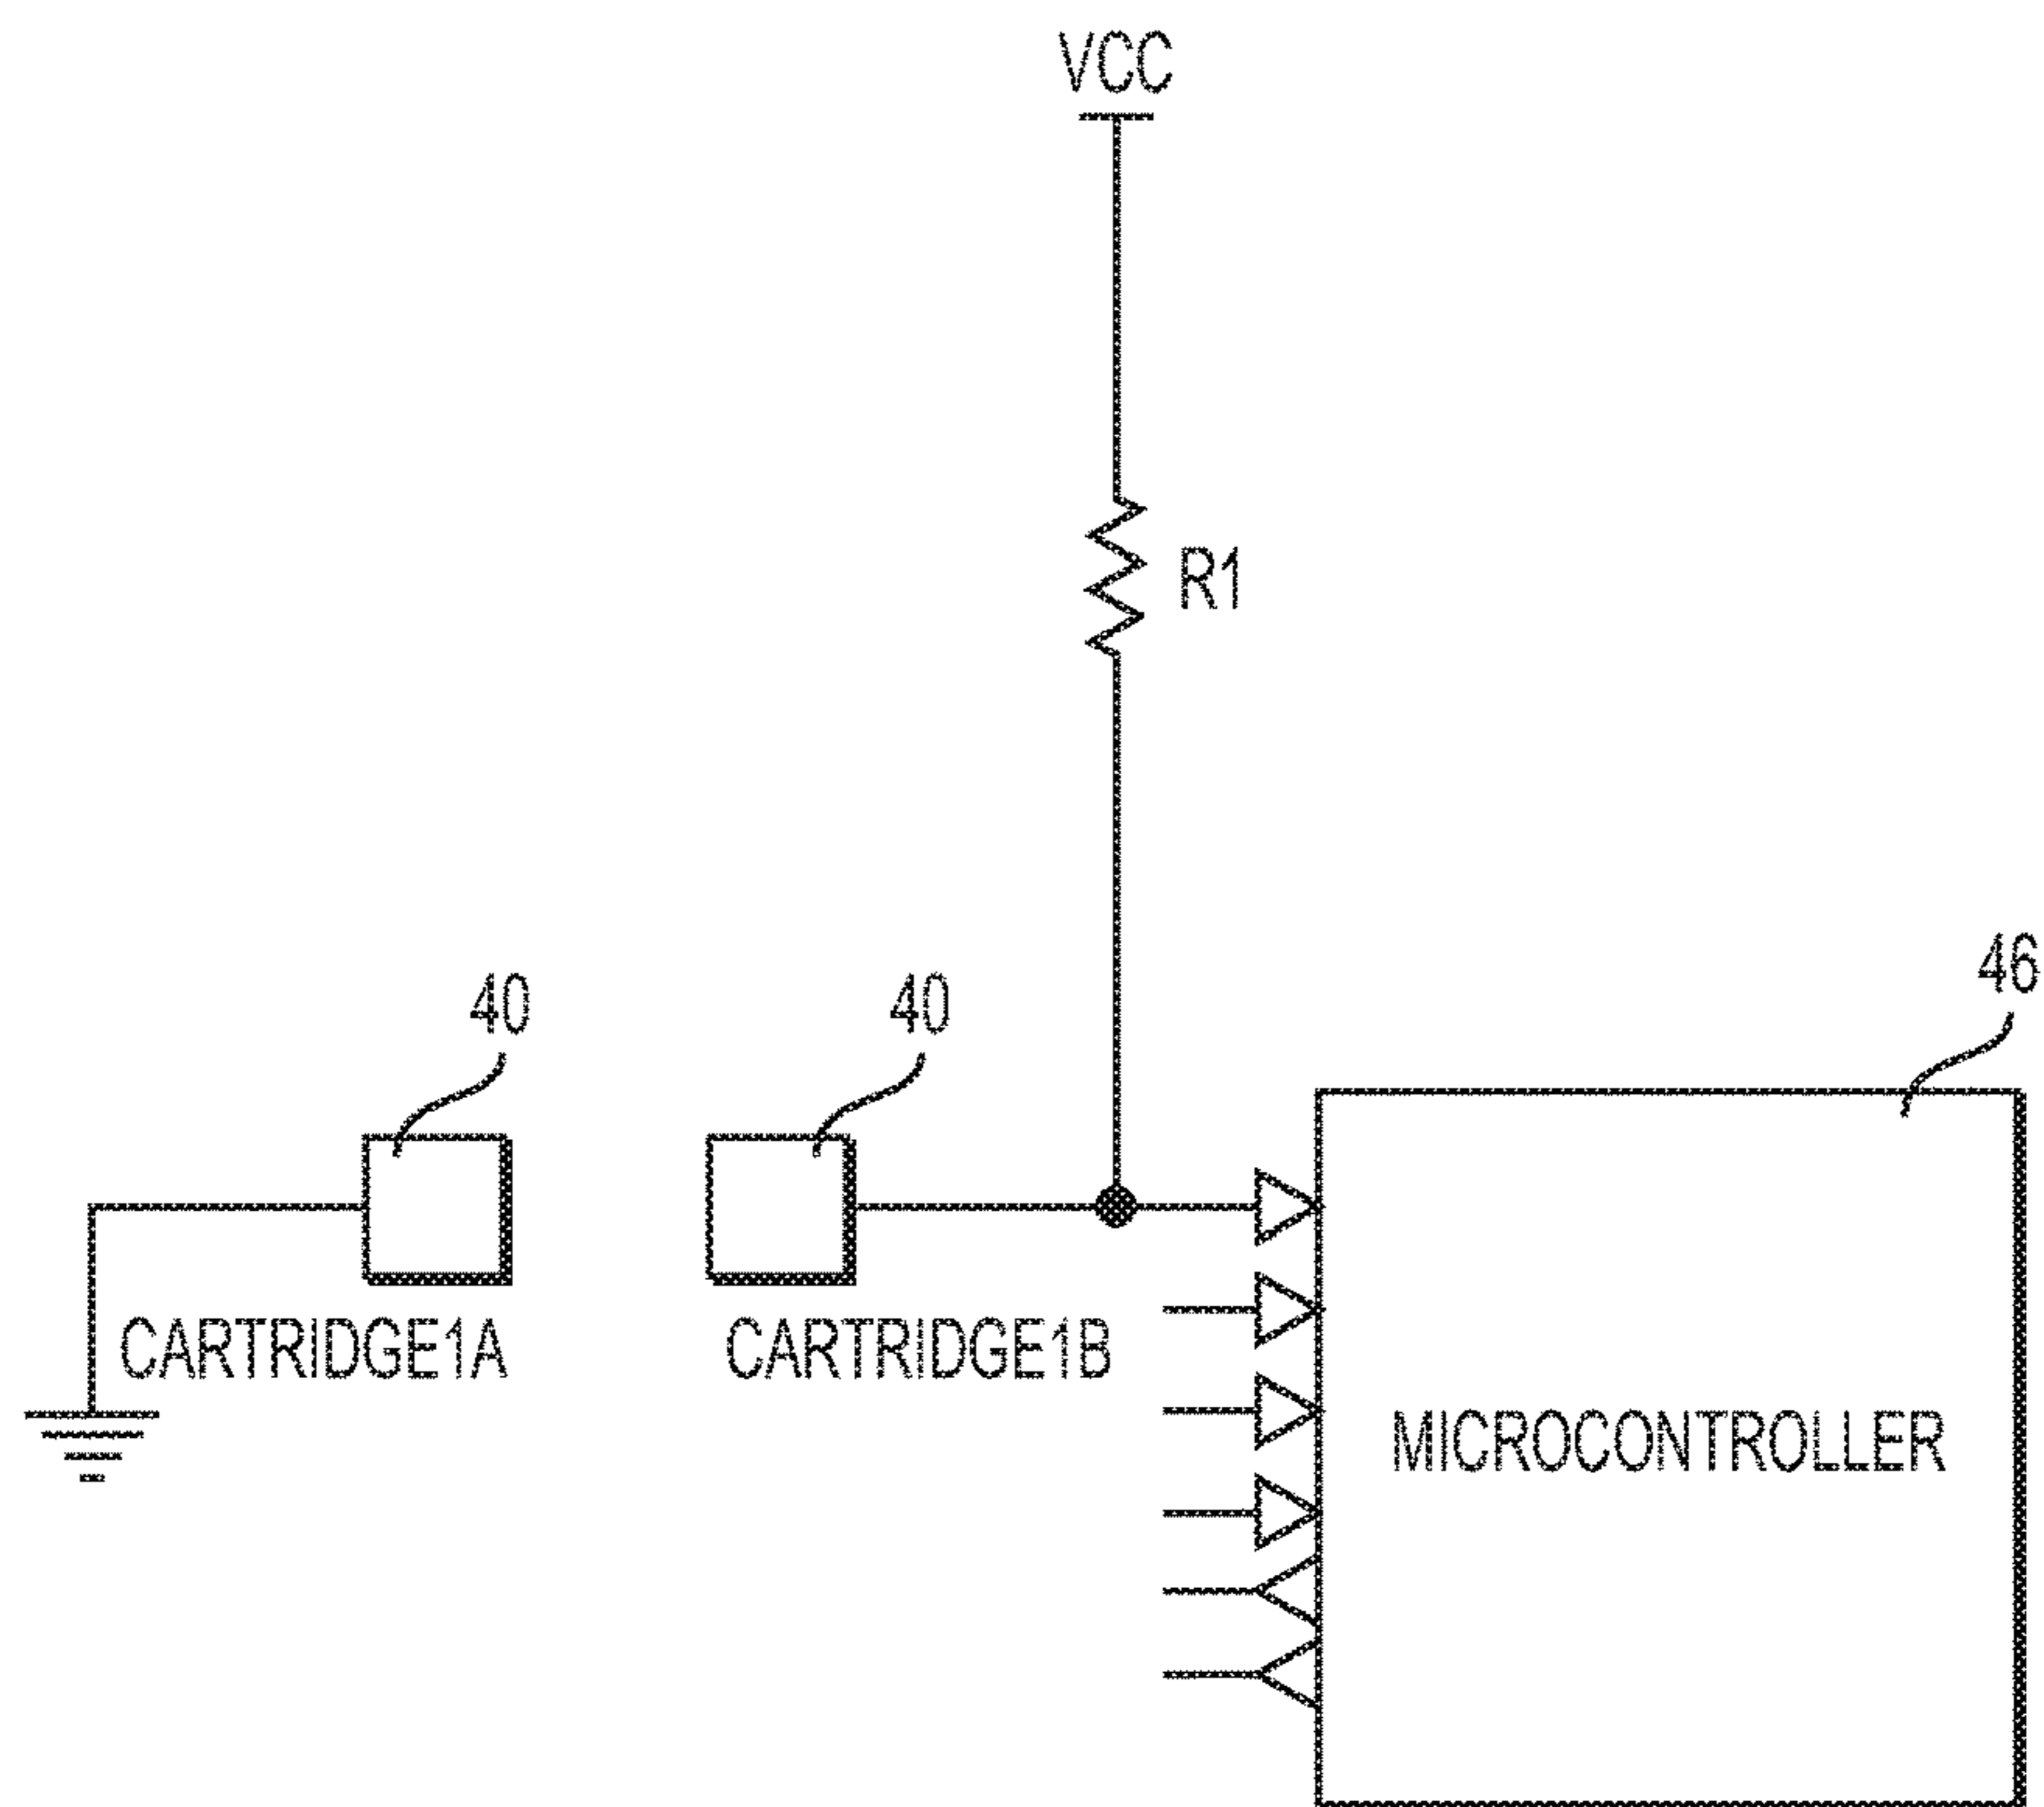 VCC
R1
46
40
40
CARTRIDGE1A
CARTRIDGE1B
MICROCONTROLLER